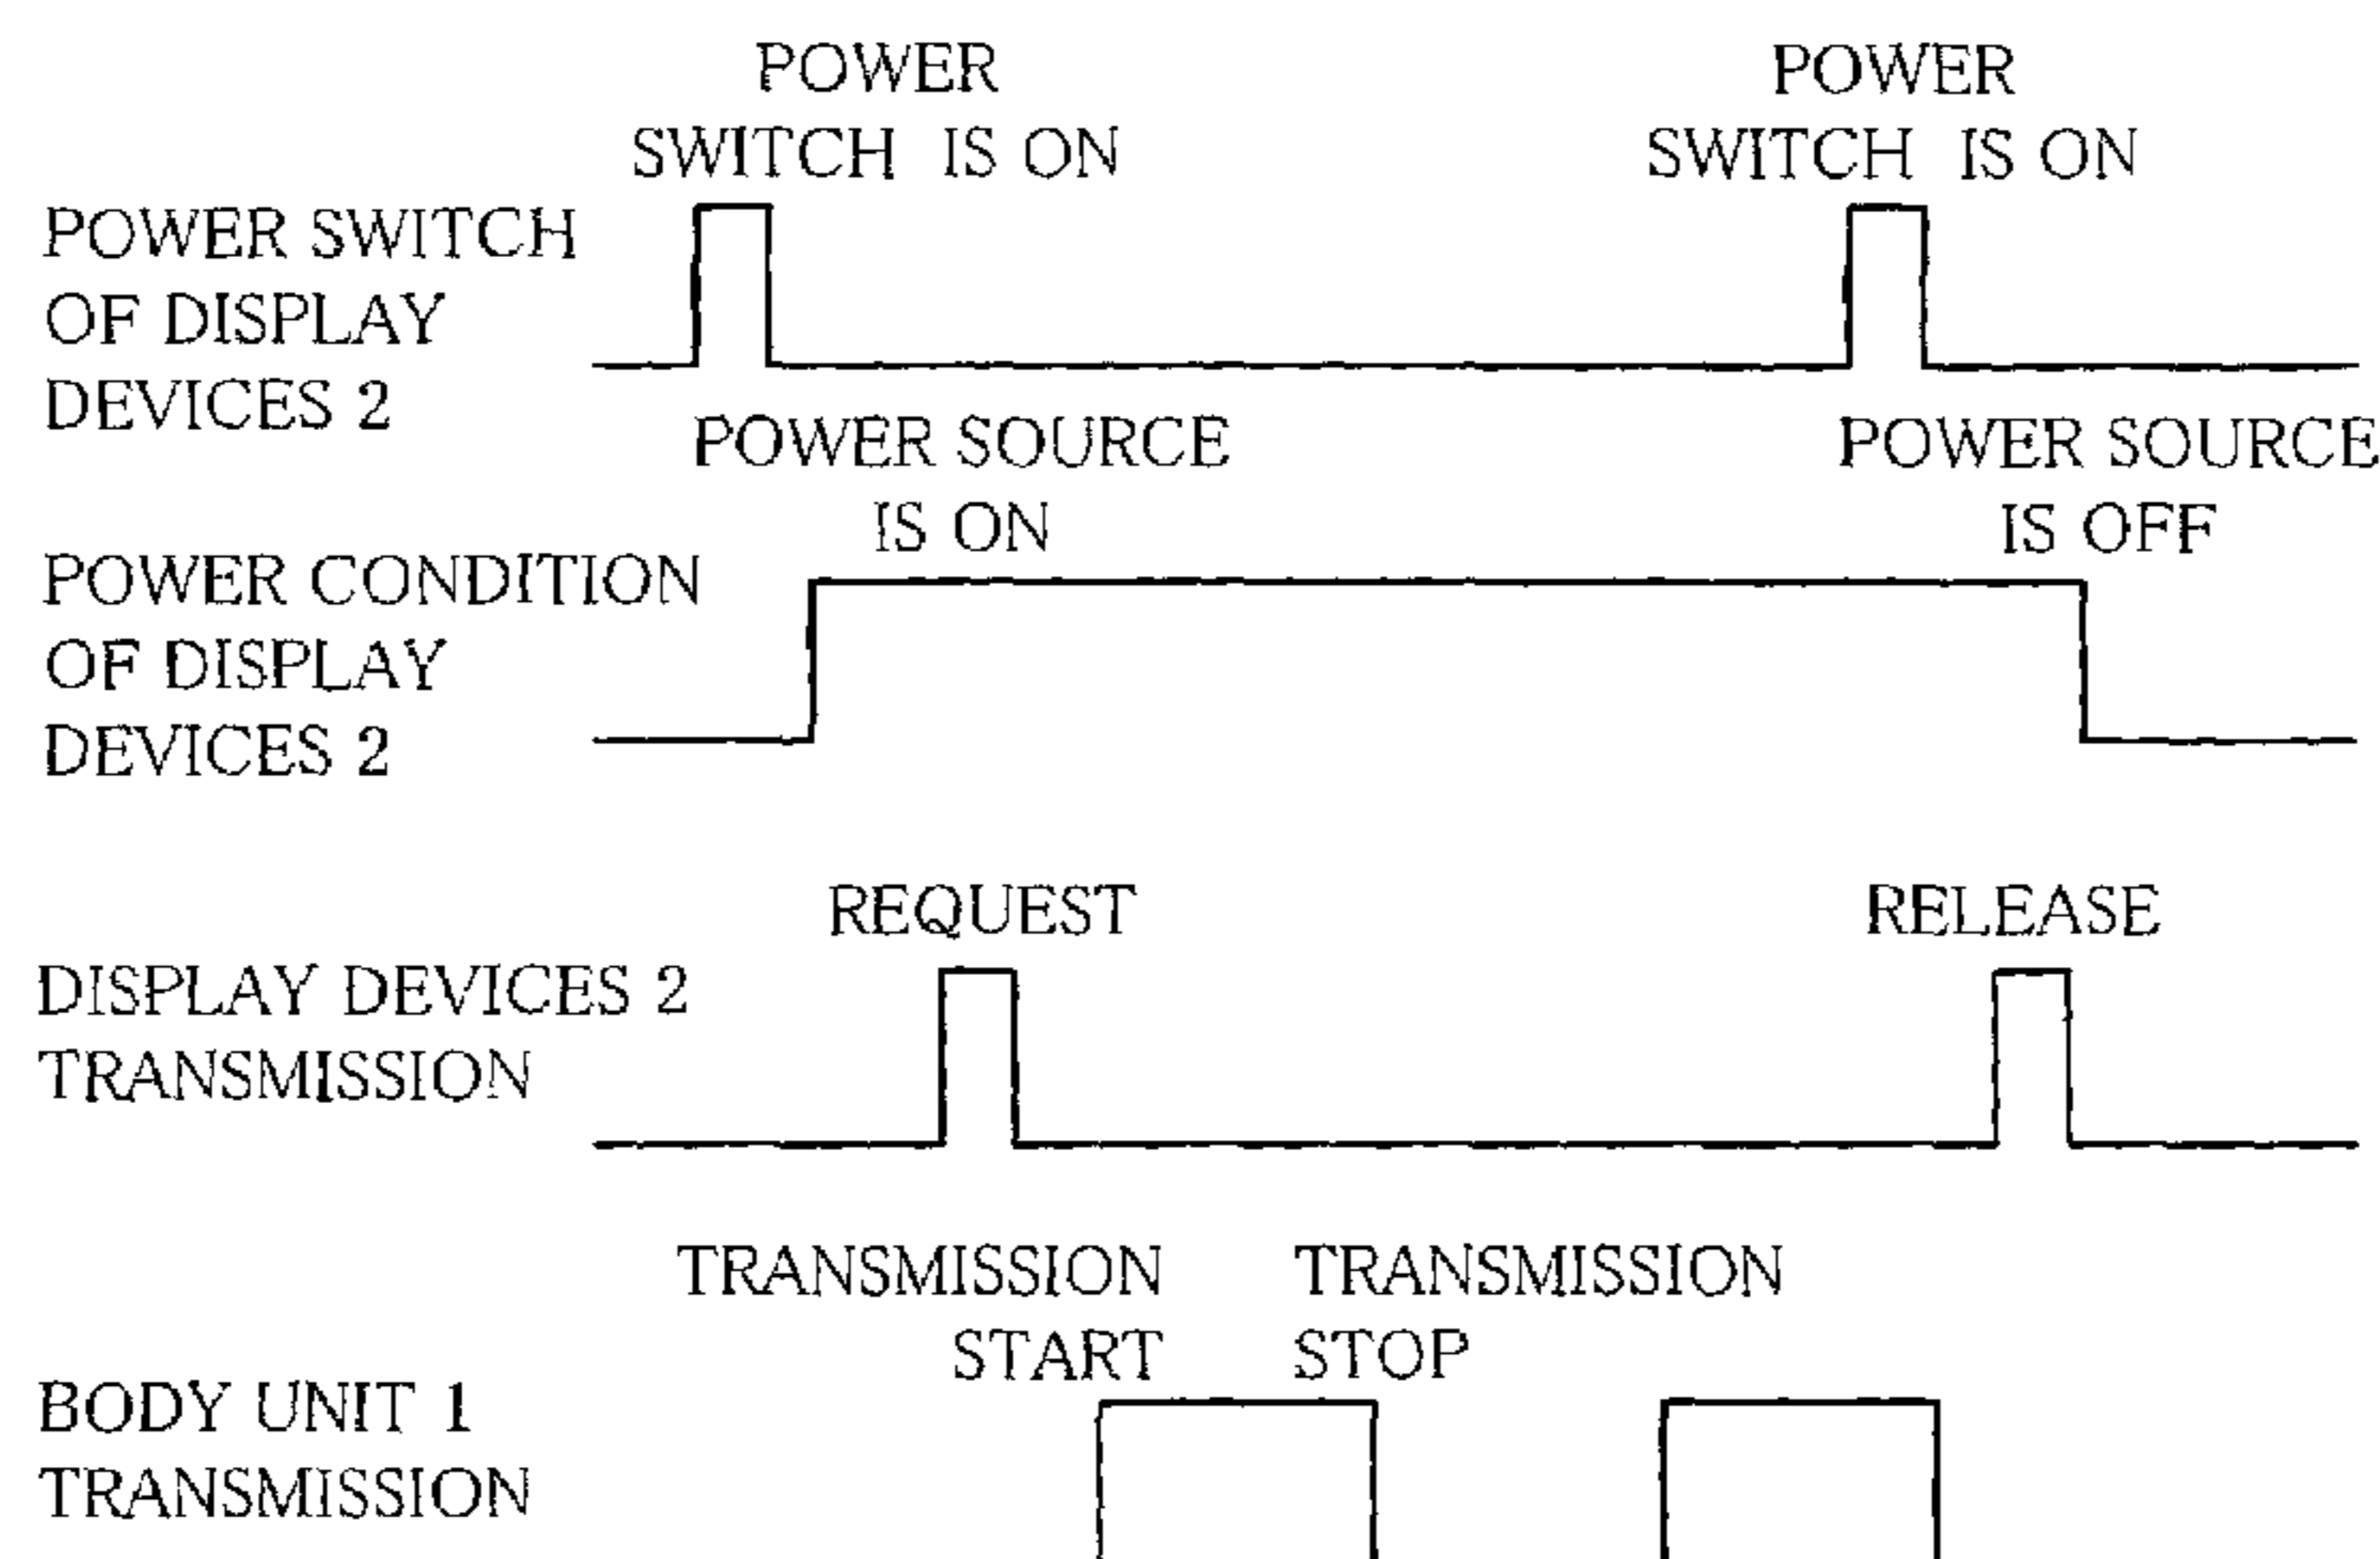 POWER
SWITCH IS ON
POWER
SWITCH IS ON
POWER SWITCH
OF DISPLAY
DEVICES 2
POWER SOURCE
IS ON
POWER SOURCE
IS OFF
POWER CONDITION
OF DISPLAY
DEVICES 2
REQUEST
RELEASE
DISPLAY DEVICES 2
TRANSMISSION
TRANSMISSION
START
TRANSMISSION
STOP
BODY UNIT 1
TRANSMISSION